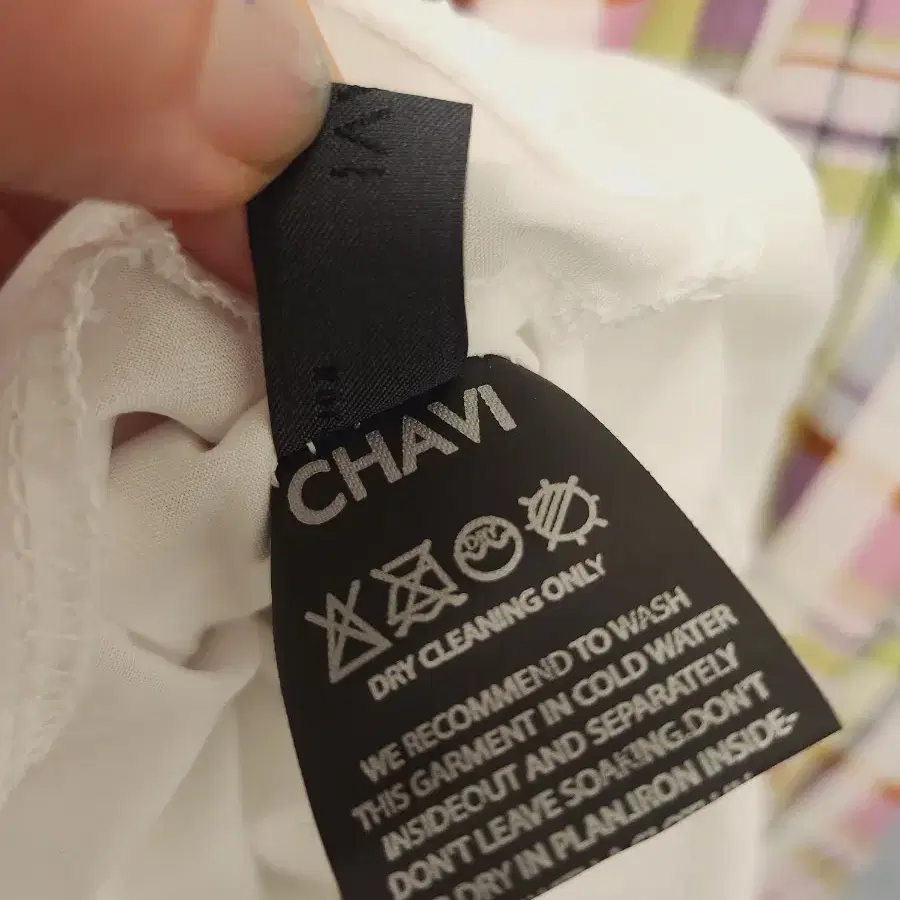 CHAVI
DRY
DRY CLEANING ONLY
WE RECOMMEND TO WASH
THIS GARMENT IN COLD WATER
INSIDEOUT AND SEPARATELY
DON'T LEAVE SOAKING.DON'T
DRY IN PLAN.IRON INSIDE-